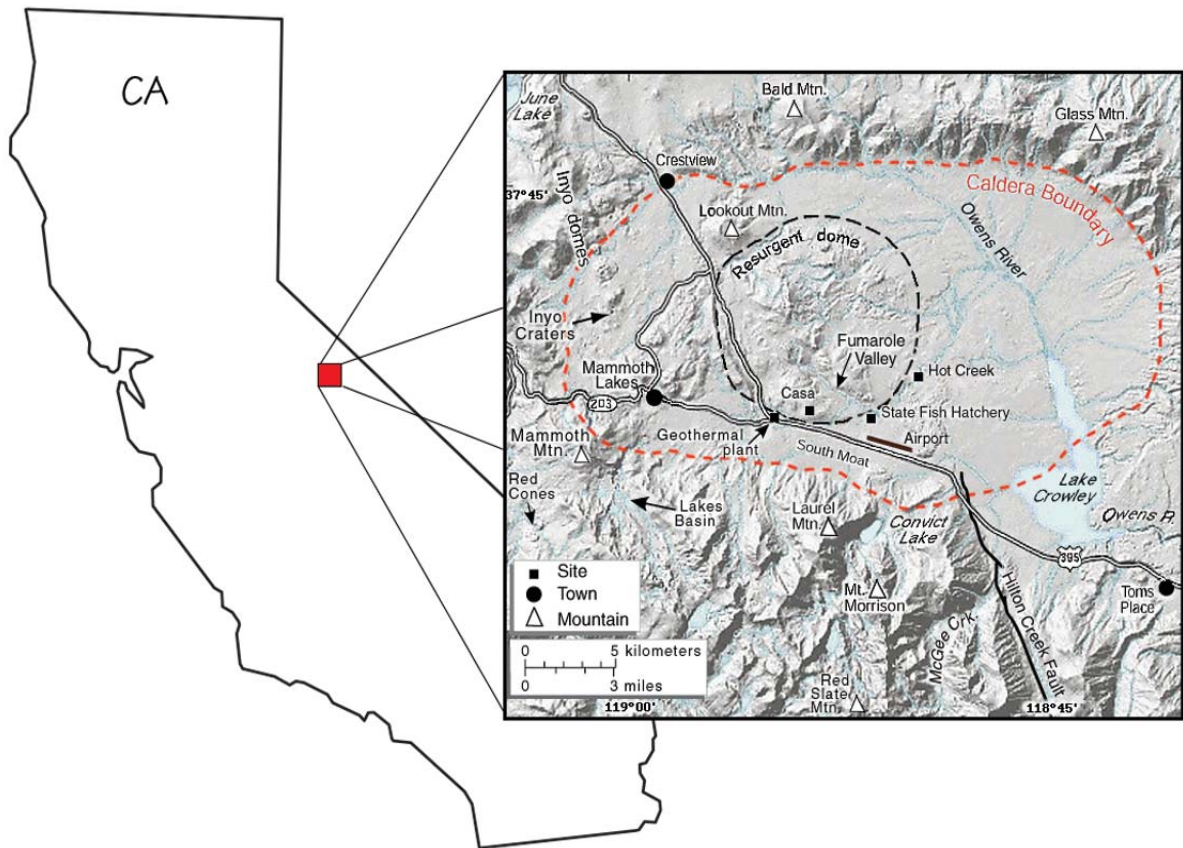 CA
June
Lake
Bald Mtn.
Glass Mtn.
Crestview
37°45'
Caldera Boundary
Inyo domes
Lookout Mtn.
Owens River
Resurgent dome
Inyo
Craters
Fumarole
Valley
Mammoth
Lakes
Hot Creek
Casa
203
State Fish Hatchery
Geothermal
plant
Airport
South Moat
Mammoth
Mtn.
Red
Cones
Lakes
Basin
Laurel
Mtn.
Convict
Lake
Lake
Crowley
Owens R.
395
Site
Town
Mountain
Mt.
Morrison
Toms
Place
McGee Crk.
Hilton Creek Fault
0 5 kilometers
0 3 miles
Red
Slate
Mtn.
119°00'
118°45'